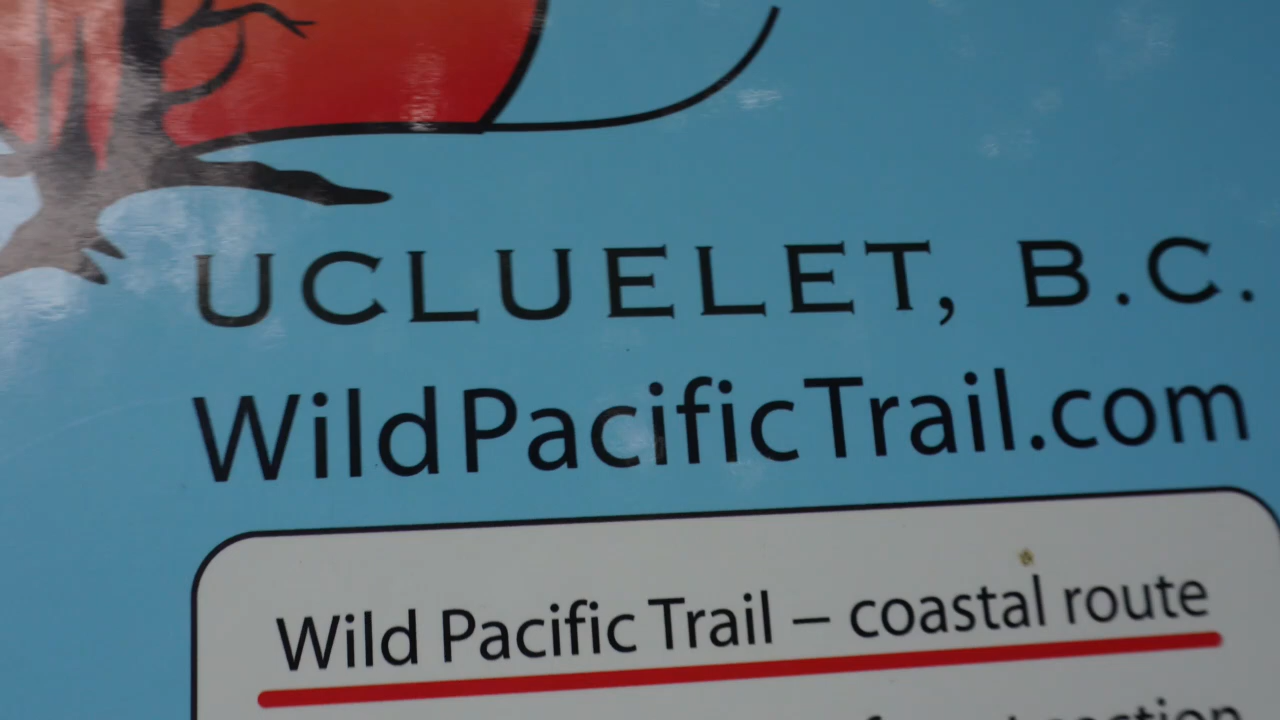 UCLUELET, B.C.
WildPacificTrail.com
Wild Pacific Trail – coastal route